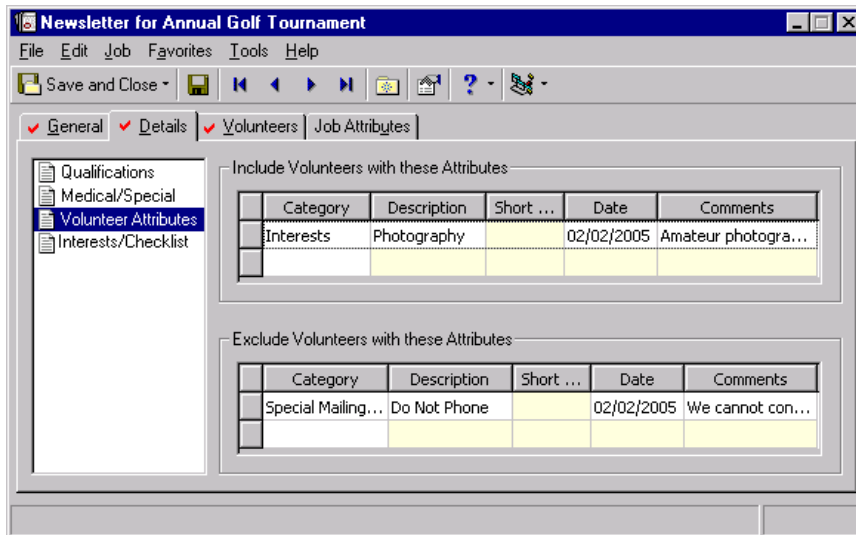 Newsletter for Annual Golf Tournament
File Edit Job Favorites Tools Help
Save and Close
General Details Volunteers Job Attributes
Qualifications
Medical/Special
Volunteer Attributes
Interests/Checklist
Include Volunteers with these Attributes
Category Description Short ... Date Comments
Interests Photography 02/02/2005 Amateur photogra...
Exclude Volunteers with these Attributes
Category Description Short ... Date Comments
Special Mailing... Do Not Phone 02/02/2005 We cannot con...